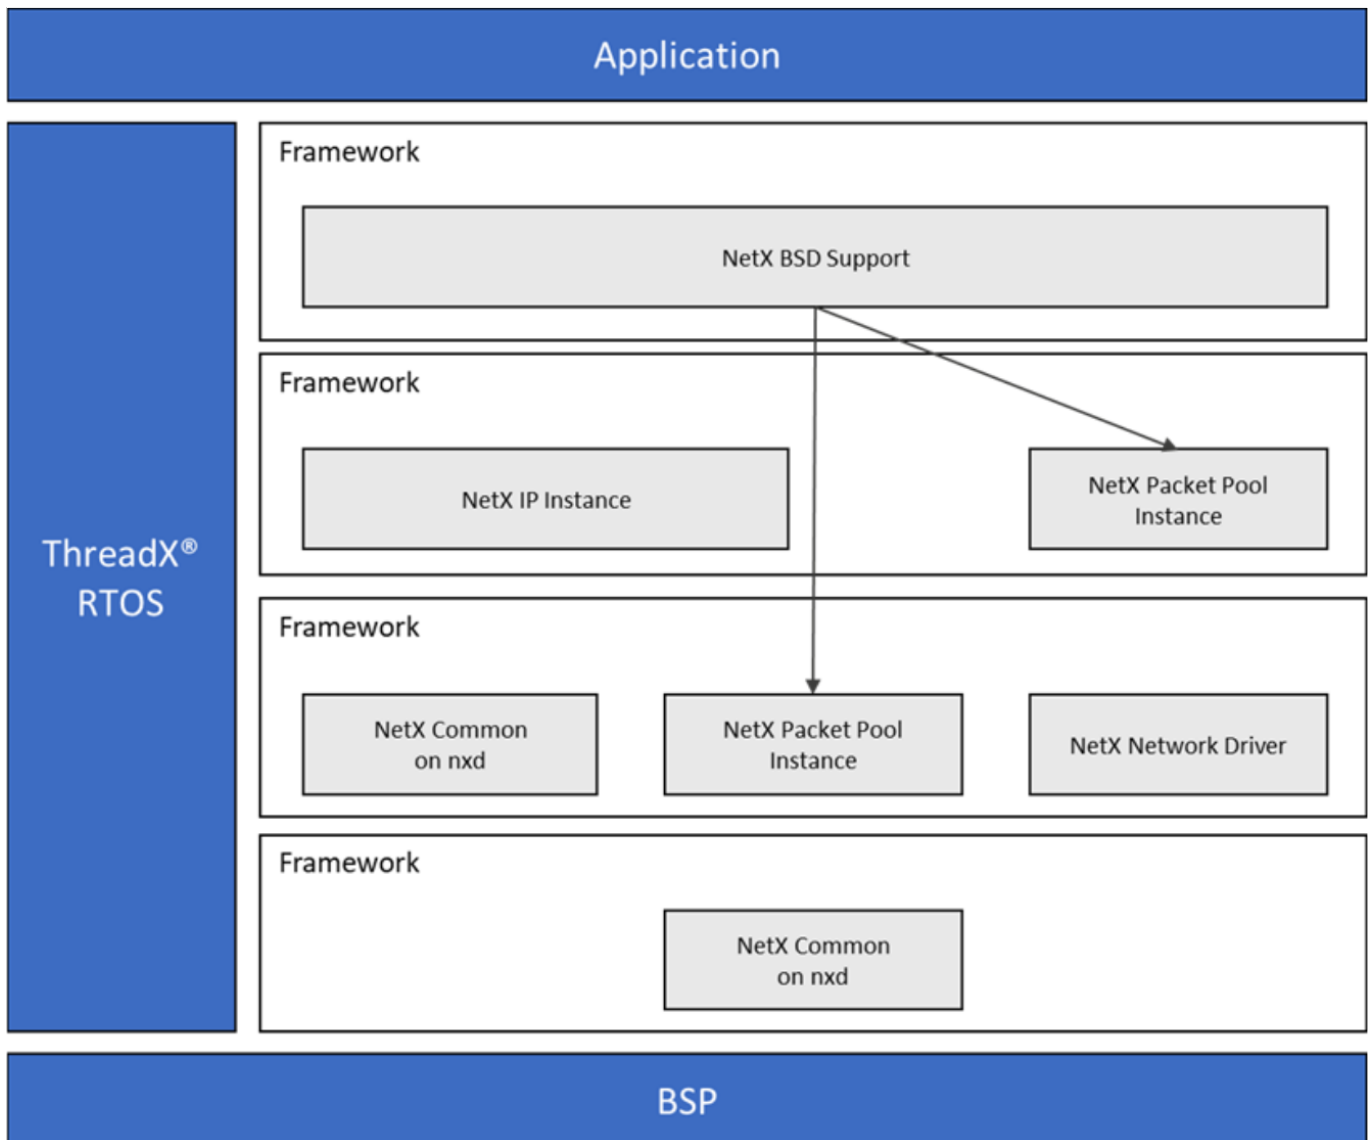 Application
ThreadX®
RTOS
Framework
NetX BSD Support
Framework
NetX IP Instance
NetX Packet Pool
Instance
Framework
NetX Common
on nxd
NetX Packet Pool
Instance
NetX Network Driver
Framework
NetX Common
on nxd
BSP